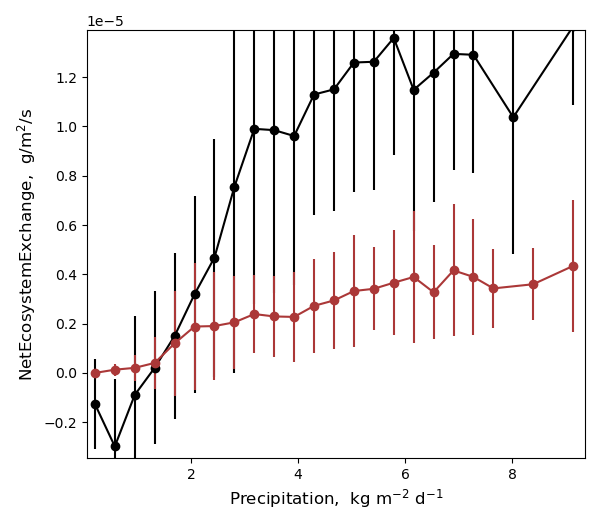 1e−5
1.2
1.0
0.8
0.6
0.4
0.2
0.0
−0.2
NetEcosystemExchange,  g/m²/s
2 4 6 8
Precipitation,  kg m⁻² d⁻¹